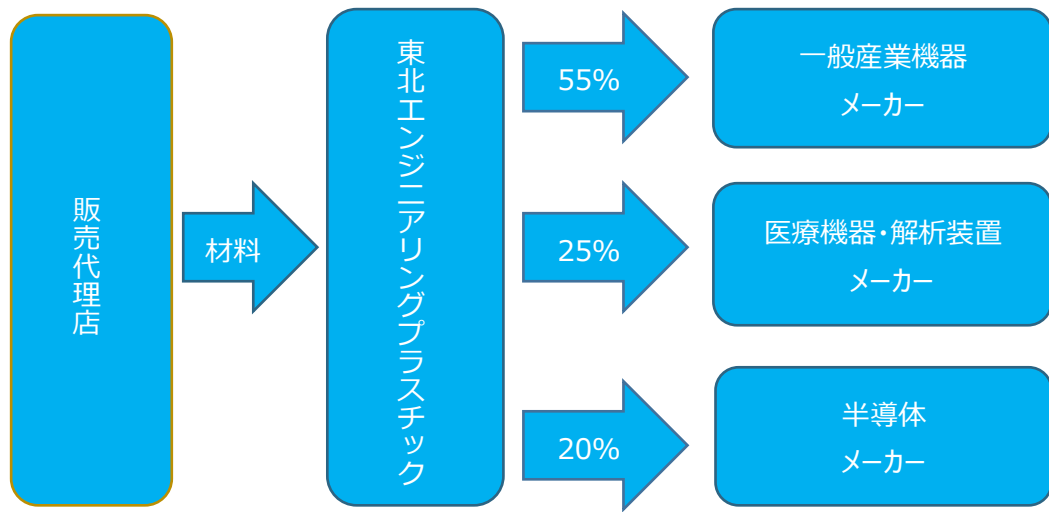 販売代理店
材料
東北エンジニアリングプラスチック
55%
一般産業機器
メーカー
25%
医療機器・解析装置
メーカー
20%
半導体
メーカー